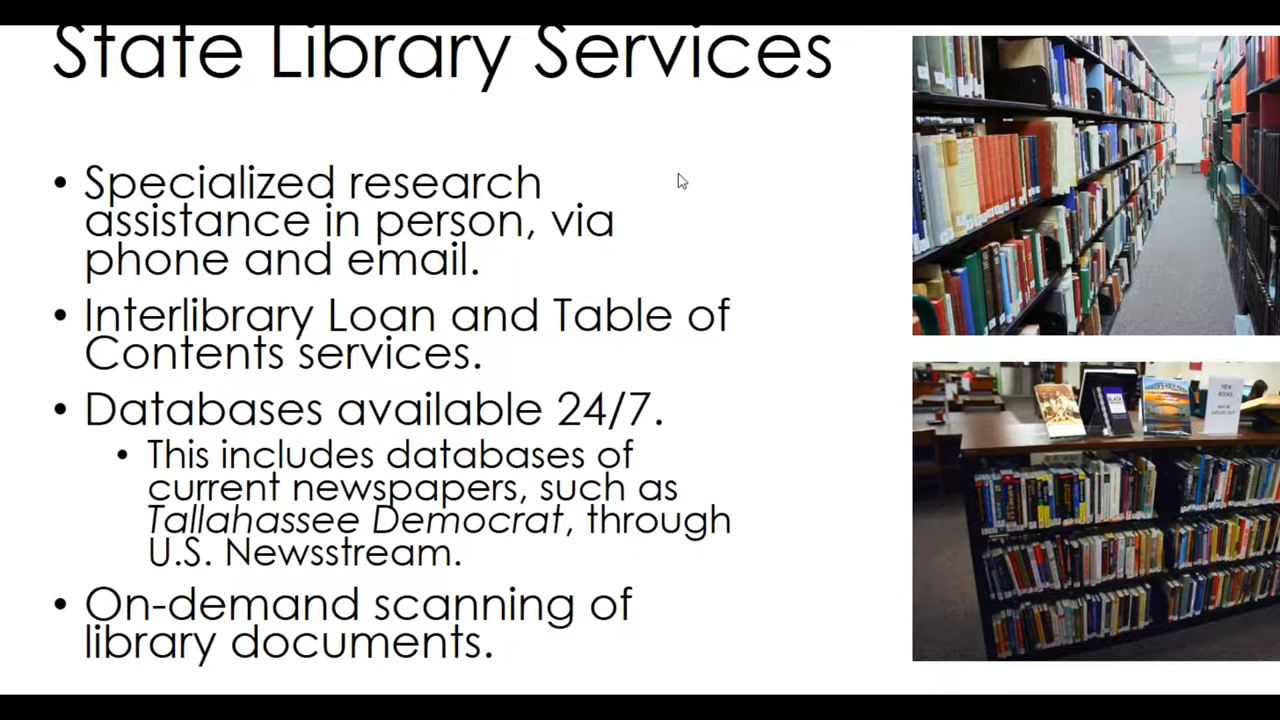 State Library Services
• Specialized research
assistance in person, via
phone and email.
• Interlibrary Loan and Table of
Contents services.
• Databases available 24/7.
• This includes databases of
current newspapers, such as
Tallahassee Democrat, through
U.S. Newsstream.
• On-demand scanning of
library documents.
NEW
BOOKS